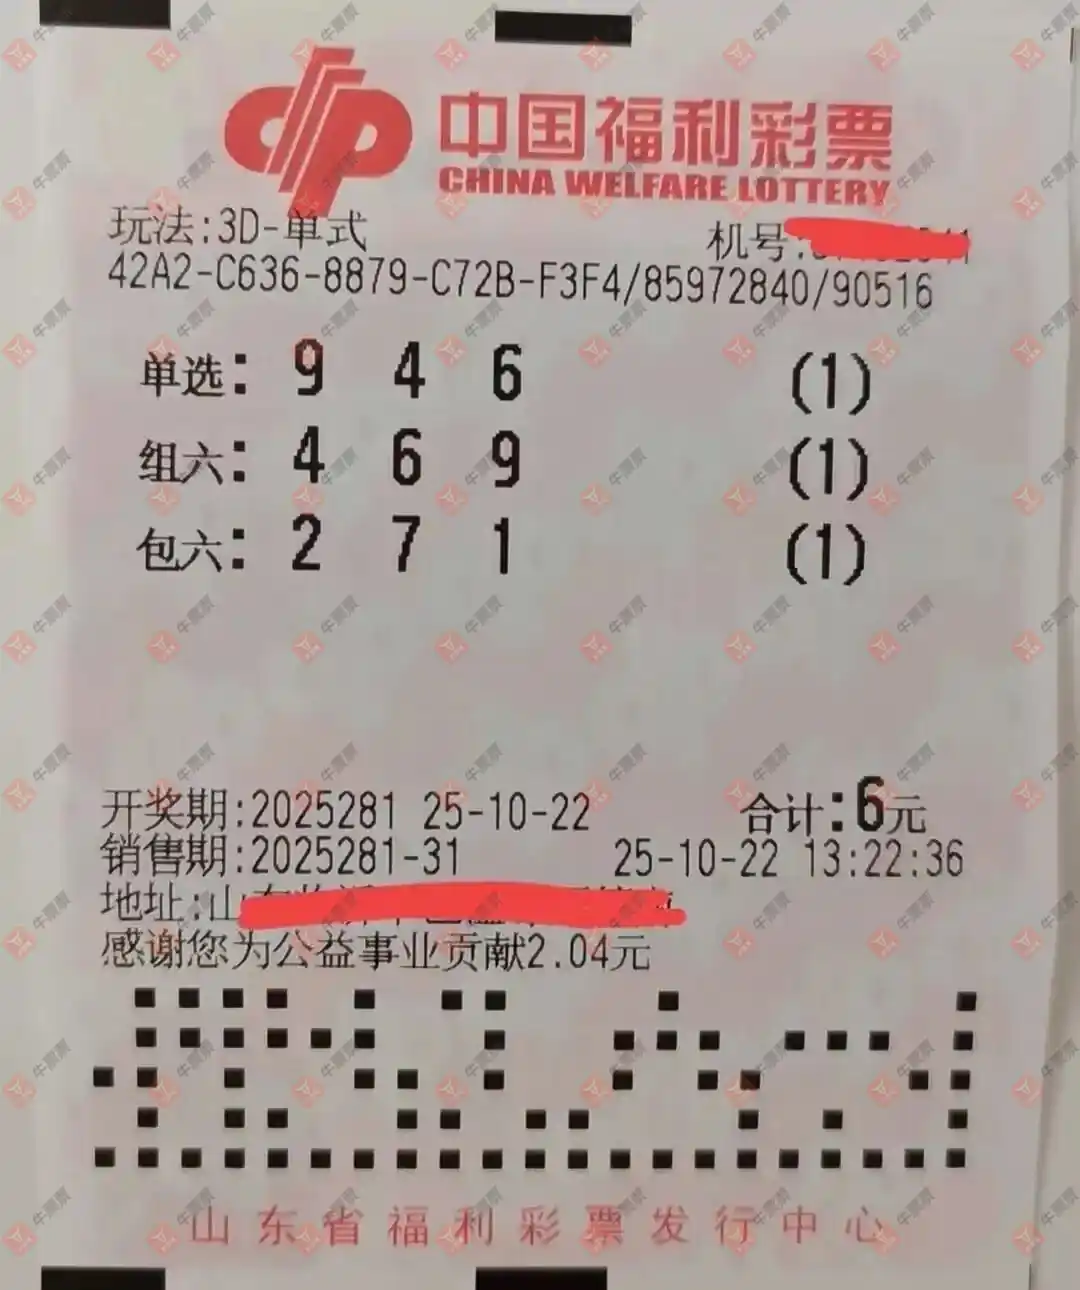 中国福利彩票
CHINA WELFARE LOTTERY
玩法:3D-单式
机号:
42A2-C636-8879-C72B-F3F4/85972840/90516
单选: 9 4 6 (1)
组六: 4 6 9 (1)
包六: 2 7 1 (1)
开奖期:2025281 25-10-22 合计:6元
销售期:2025281-31 25-10-22 13:22:36
地址:山
感谢您为公益事业贡献2.04元
山东省福利彩票发行中心
牛票票